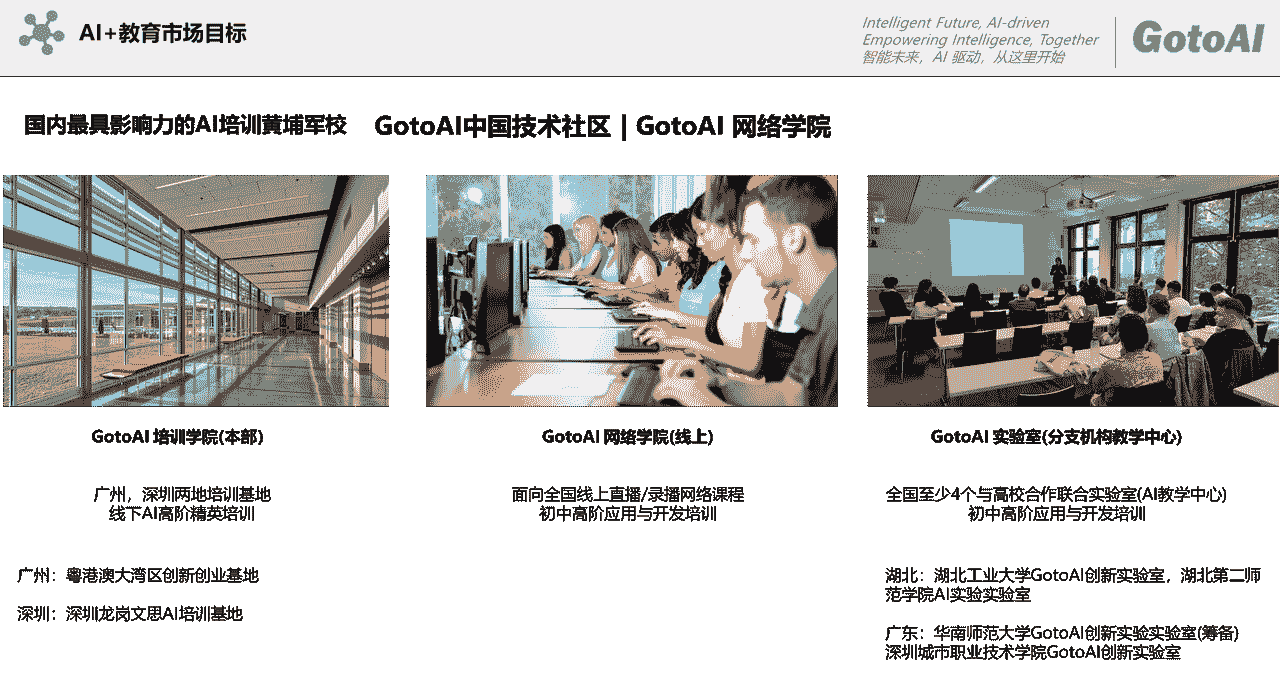 AI+教育市场目标
Intelligent Future, AI-driven
Empowering Intelligence, Together
智能未来，AI 驱动，从这里开始
GotoAI
国内最具影响力的AI培训黄埔军校
GotoAI中国技术社区 | GotoAI 网络学院
GotoAI 培训学院(本部)
广州，深圳两地培训基地
线下AI高阶精英培训
广州：粤港澳大湾区创新创业基地
深圳：深圳龙岗文思AI培训基地
GotoAI 网络学院(线上)
面向全国线上直播/录播网络课程
初中高阶应用与开发培训
GotoAI 实验室(分支机构教学中心)
全国至少4个与高校合作联合实验室(AI教学中心)
初中高阶应用与开发培训
湖北：湖北工业大学GotoAI创新实验室，湖北第二师
范学院AI实验实验室
广东：华南师范大学GotoAI创新实验实验室(筹备)
深圳城市职业技术学院GotoAI创新实验室